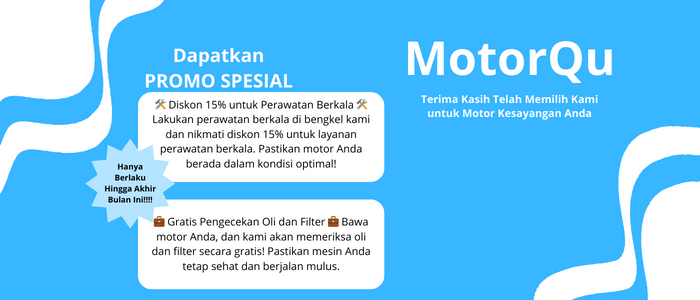 Dapatkan
PROMO SPESIAL
🛠️ Diskon 15% untuk Perawatan Berkala 🛠️
Lakukan perawatan berkala di bengkel kami
dan nikmati diskon 15% untuk layanan
perawatan berkala. Pastikan motor Anda
berada dalam kondisi optimal!
Hanya
Berlaku
Hingga Akhir
Bulan Ini!!!!
💼 Gratis Pengecekan Oli dan Filter 💼 Bawa
motor Anda, dan kami akan memeriksa oli
dan filter secara gratis! Pastikan mesin Anda
tetap sehat dan berjalan mulus.
MotorQu
Terima Kasih Telah Memilih Kami
untuk Motor Kesayangan Anda